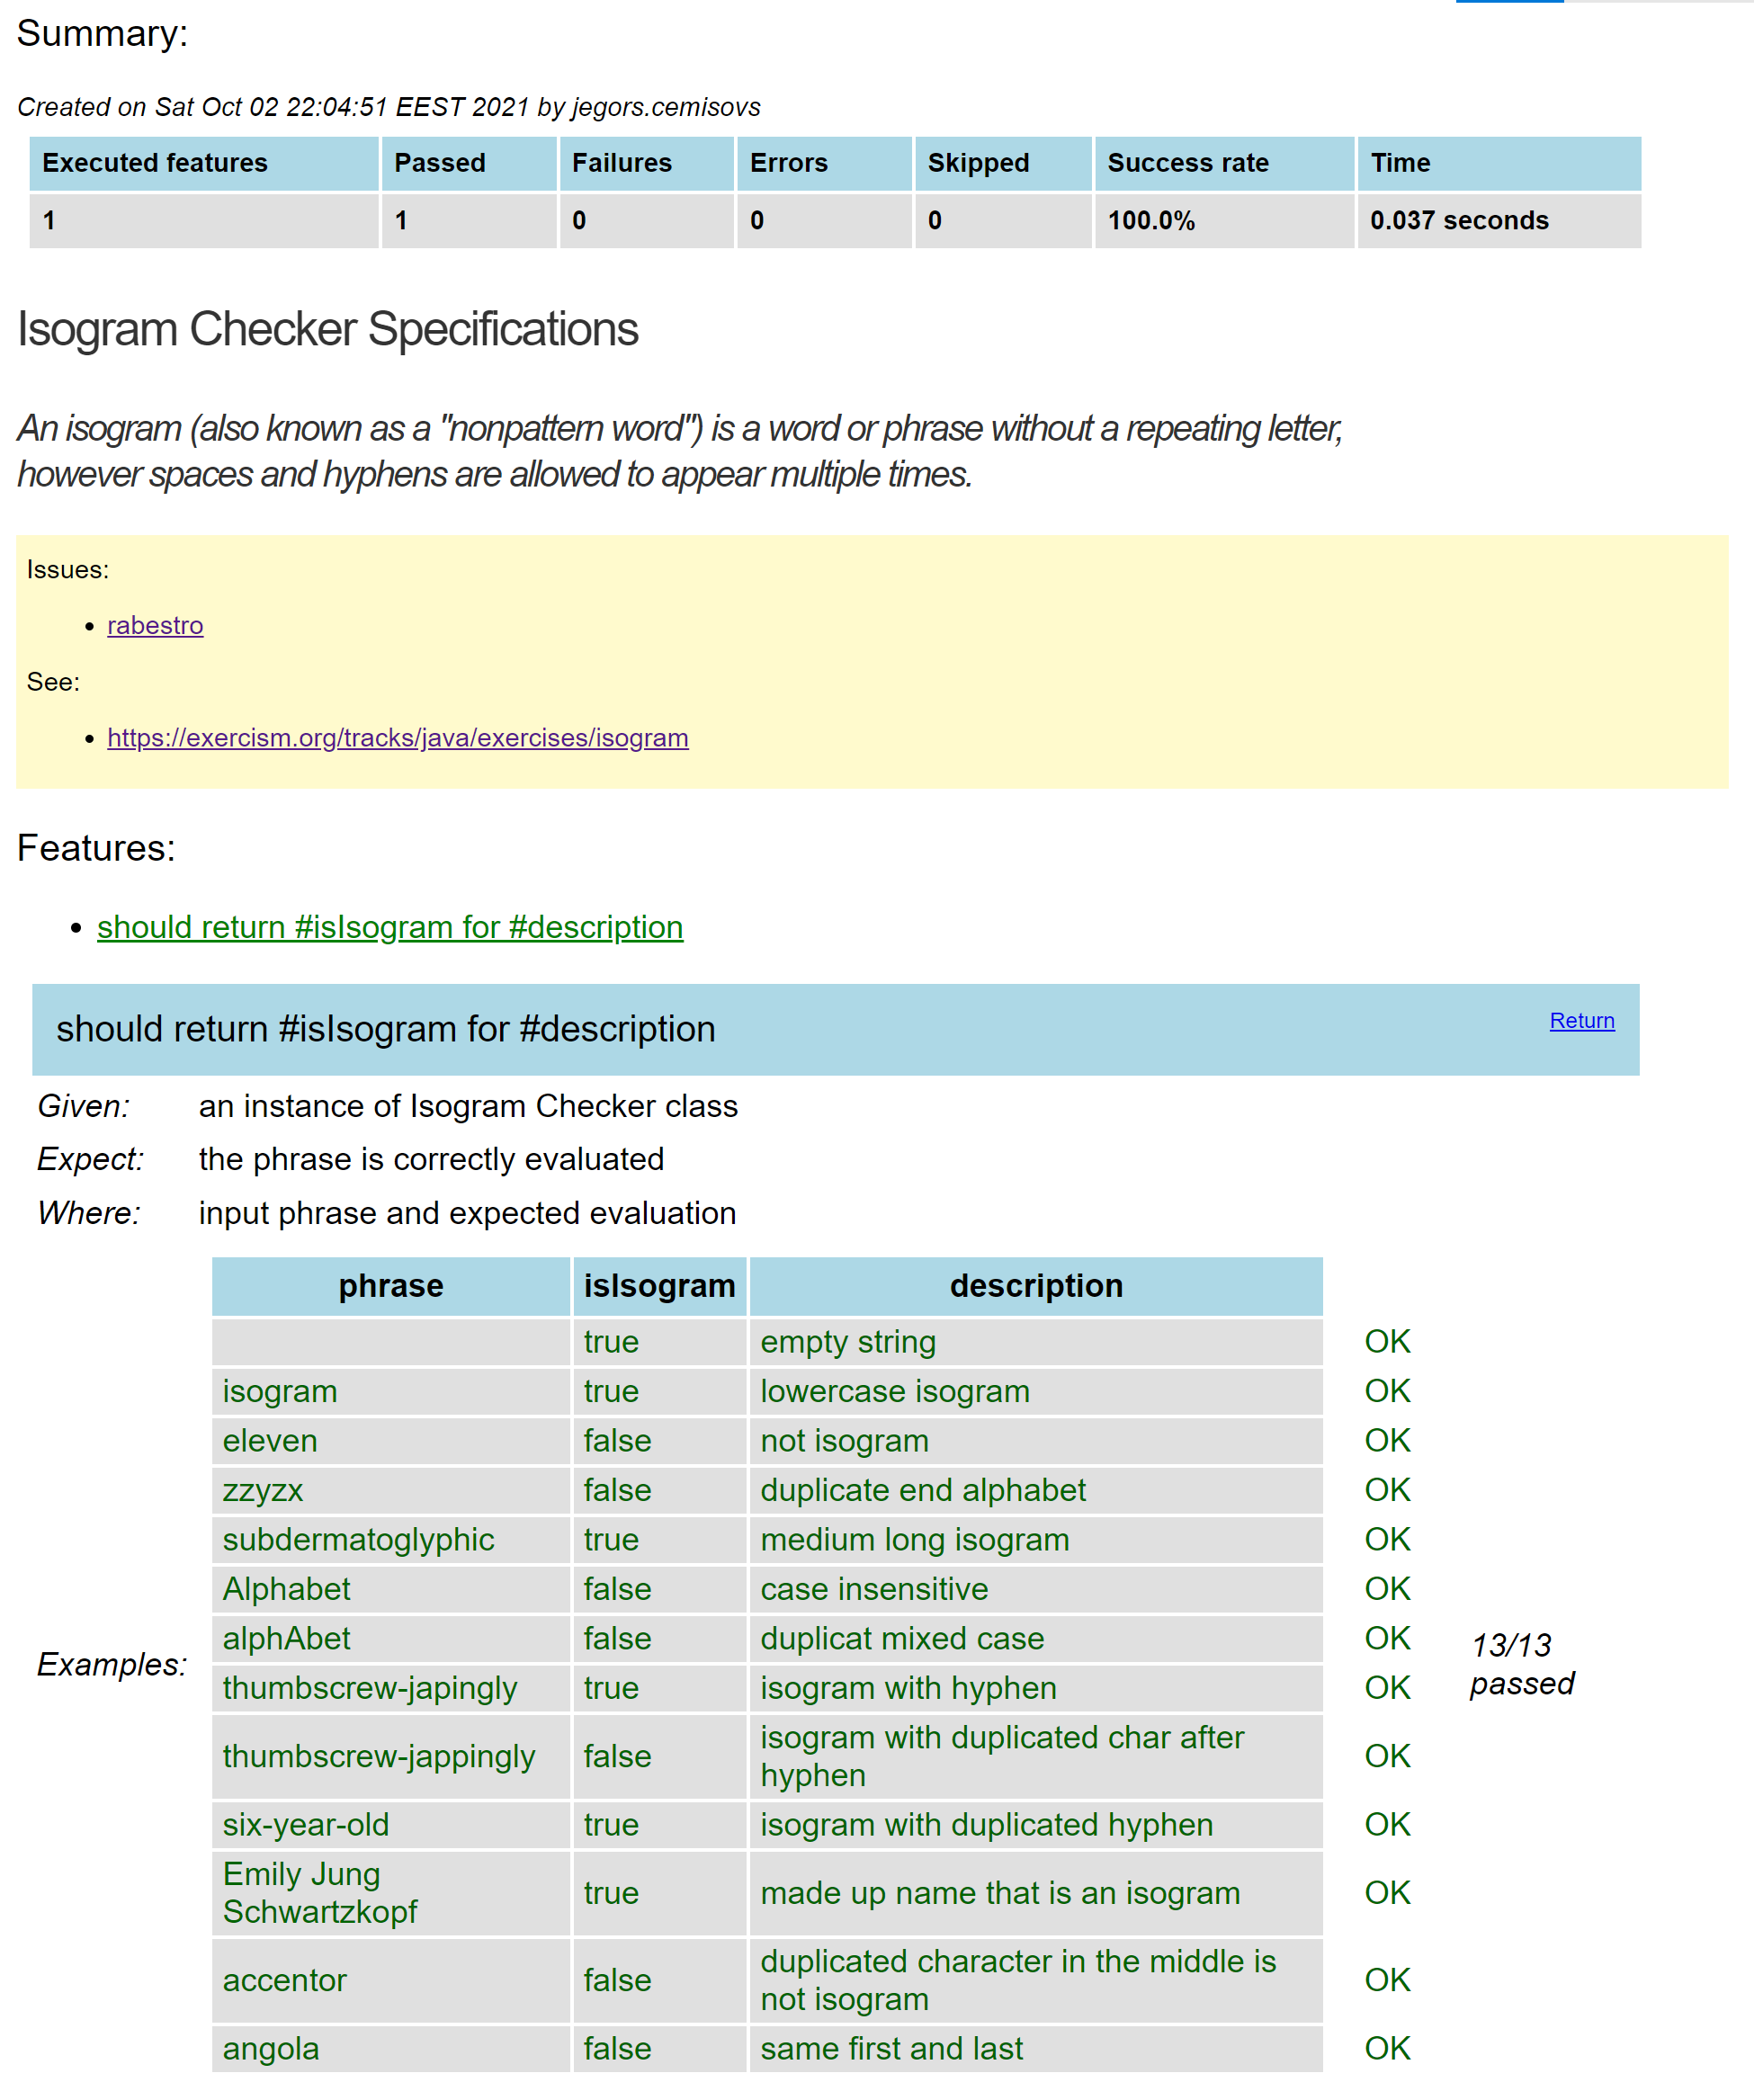 Summary:
Created on Sat Oct 02 22:04:51 EEST 2021 by jegors.cemisovs
Executed features Passed Failures Errors Skipped Success rate Time
1 1 0 0 0 100.0% 0.037 seconds
Isogram Checker Specifications
An isogram (also known as a "nonpattern word") is a word or phrase without a repeating letter,
however spaces and hyphens are allowed to appear multiple times.
Issues:
• rabestro
See:
• https://exercism.org/tracks/java/exercises/isogram
Features:
• should return #isIsogram for #description
should return #isIsogram for #description Return
Given: an instance of Isogram Checker class
Expect: the phrase is correctly evaluated
Where: input phrase and expected evaluation
Examples:
phrase isIsogram description
true empty string OK
isogram true lowercase isogram OK
eleven false not isogram OK
zzyzx false duplicate end alphabet OK
subdermatoglyphic true medium long isogram OK
Alphabet false case insensitive OK
alphAbet false duplicat mixed case OK
thumbscrew-japingly true isogram with hyphen OK
thumbscrew-jappingly false isogram with duplicated char after
hyphen OK
six-year-old true isogram with duplicated hyphen OK
Emily Jung
Schwartzkopf true made up name that is an isogram OK
accentor false duplicated character in the middle is
not isogram OK
angola false same first and last OK
13/13
passed